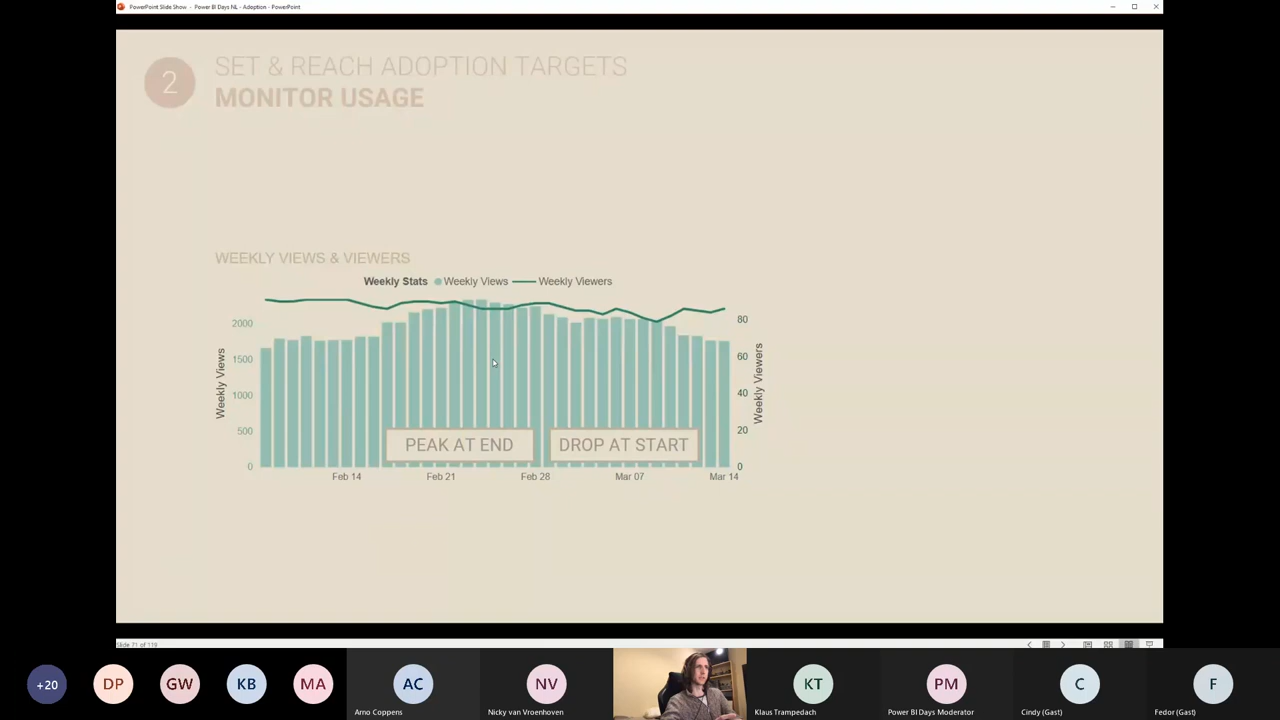 PowerPoint Slide Show - Power BI Days NL - Adoption - PowerPoint
2
SET & REACH ADOPTION TARGETS
MONITOR USAGE
WEEKLY VIEWS & VIEWERS
Weekly Stats Weekly Views Weekly Viewers
2000
1500
1000
500
0
Weekly Views
80
60
40
20
0
Weekly Viewers
PEAK AT END
DROP AT START
Feb 14 Feb 21 Feb 28 Mar 07 Mar 14
Slide 71 of 119
+20 DP GW KB MA AC NV KT PM C F
Arno Coppens Nicky van Vroenhoven Klaus Trampedach Power BI Days Moderator Cindy (Gast) Fedor (Gast)